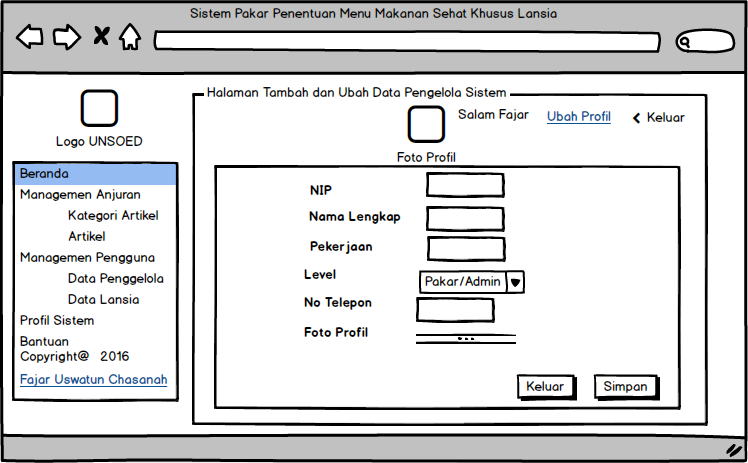 Sistem Pakar Penentuan Menu Makanan Sehat Khusus Lansia
Logo UNSOED
Beranda
Managemen Anjuran
Kategori Artikel
Artikel
Managemen Pengguna
Data Penggelola
Data Lansia
Profil Sistem
Bantuan
Copyright@ 2016
Fajar Uswatun Chasanah
Halaman Tambah dan Ubah Data Pengelola Sistem
Salam Fajar Ubah Profil Keluar
Foto Profil
NIP
Nama Lengkap
Pekerjaan
Level Pakar/Admin
No Telepon
Foto Profil
Keluar Simpan